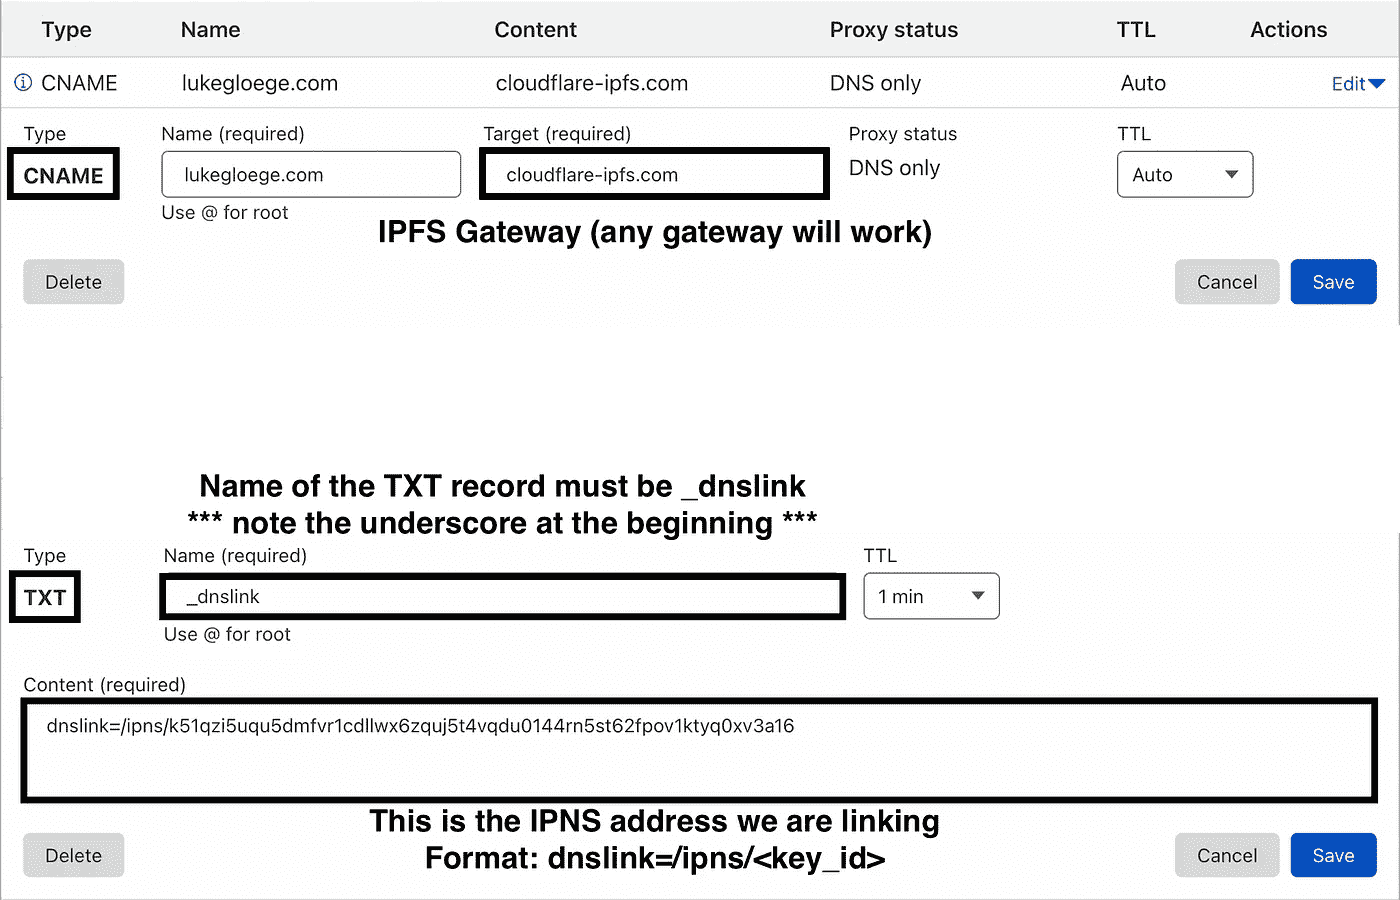 Type Name Content Proxy status TTL Actions
CNAME lukegloege.com cloudflare-ipfs.com DNS only Auto Edit
Type Name (required) Target (required) Proxy status TTL
CNAME lukegloege.com cloudflare-ipfs.com DNS only Auto
Use @ for root
IPFS Gateway (any gateway will work)
Delete Cancel Save
Name of the TXT record must be _dnslink
*** note the underscore at the beginning ***
Type Name (required) TTL
TXT _dnslink 1 min
Use @ for root
Content (required)
dnslink=/ipns/k51qzi5uqu5dmfvr1cdllwx6zquj5t4vqdu0144rn5st62fpov1ktyq0xv3a16
This is the IPNS address we are linking
Format: dnslink=/ipns/<key_id>
Delete Cancel Save